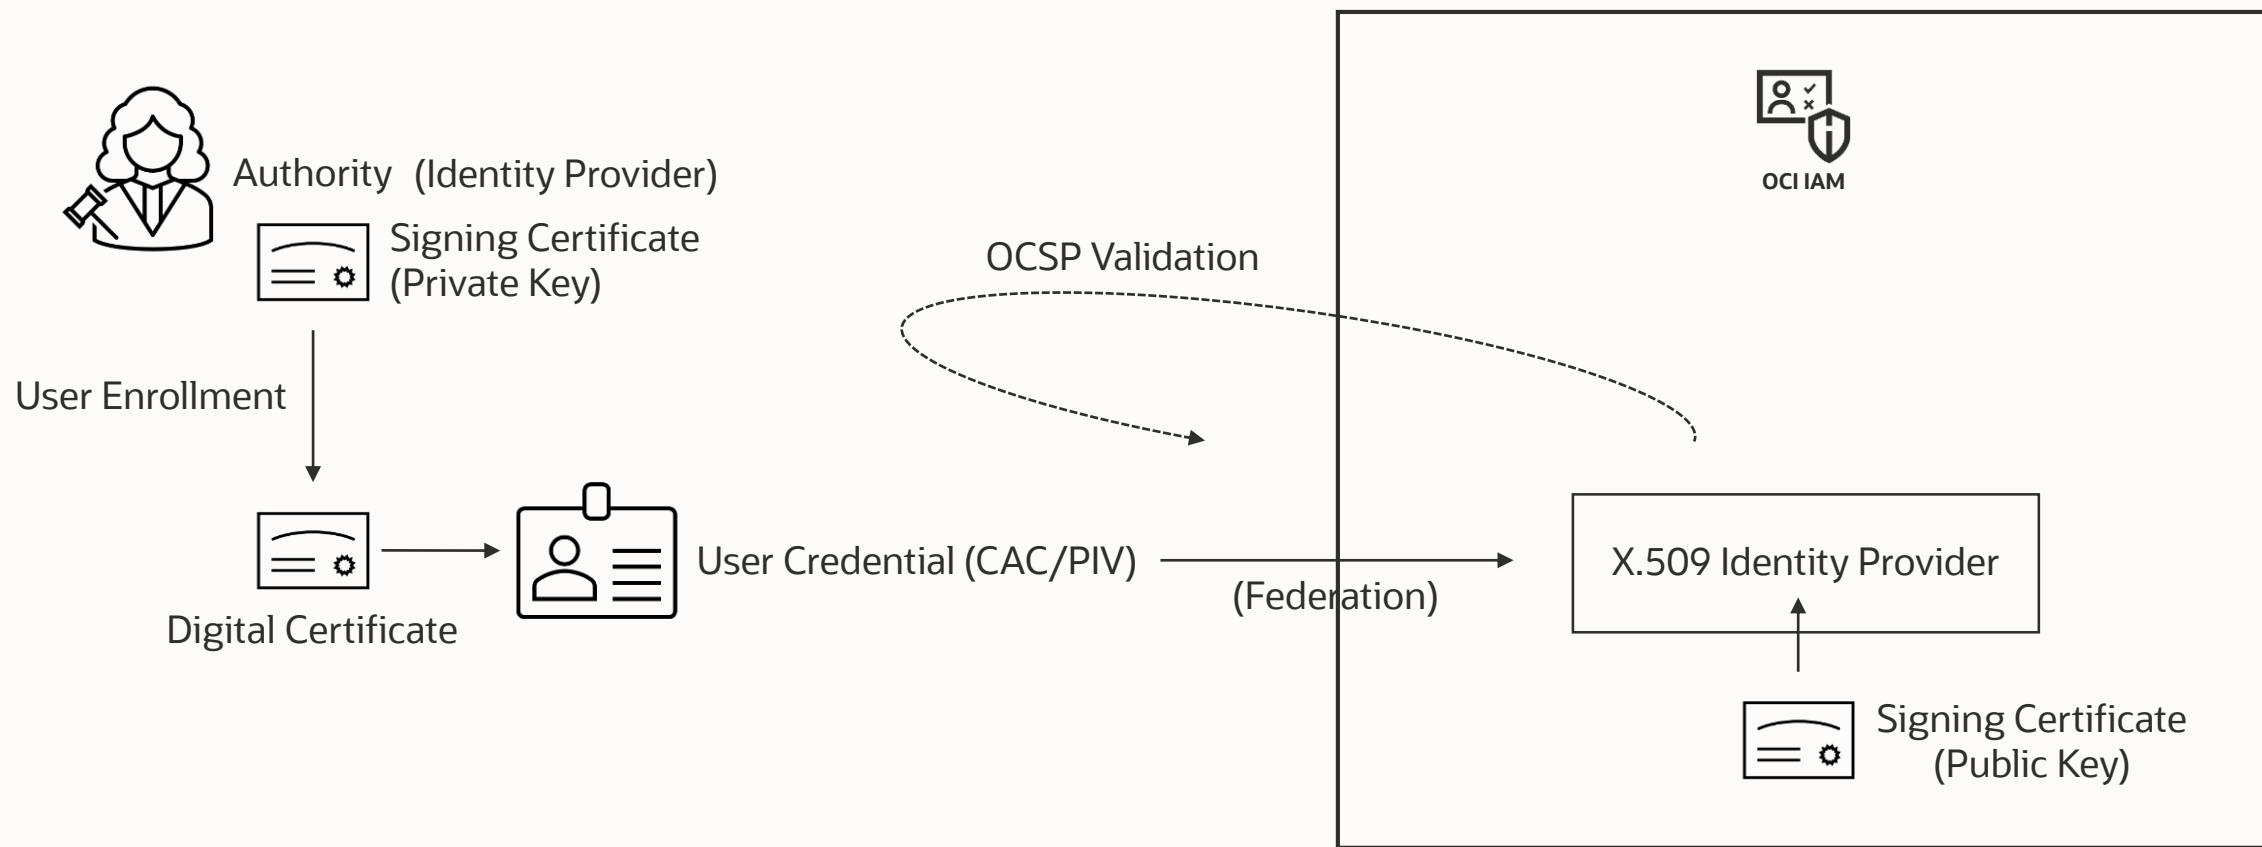 OCI IAM
Authority (Identity Provider)
Signing Certificate
(Private Key)
OCSP Validation
User Enrollment
User Credential (CAC/PIV)
(Federation)
X.509 Identity Provider
Digital Certificate
Signing Certificate
(Public Key)